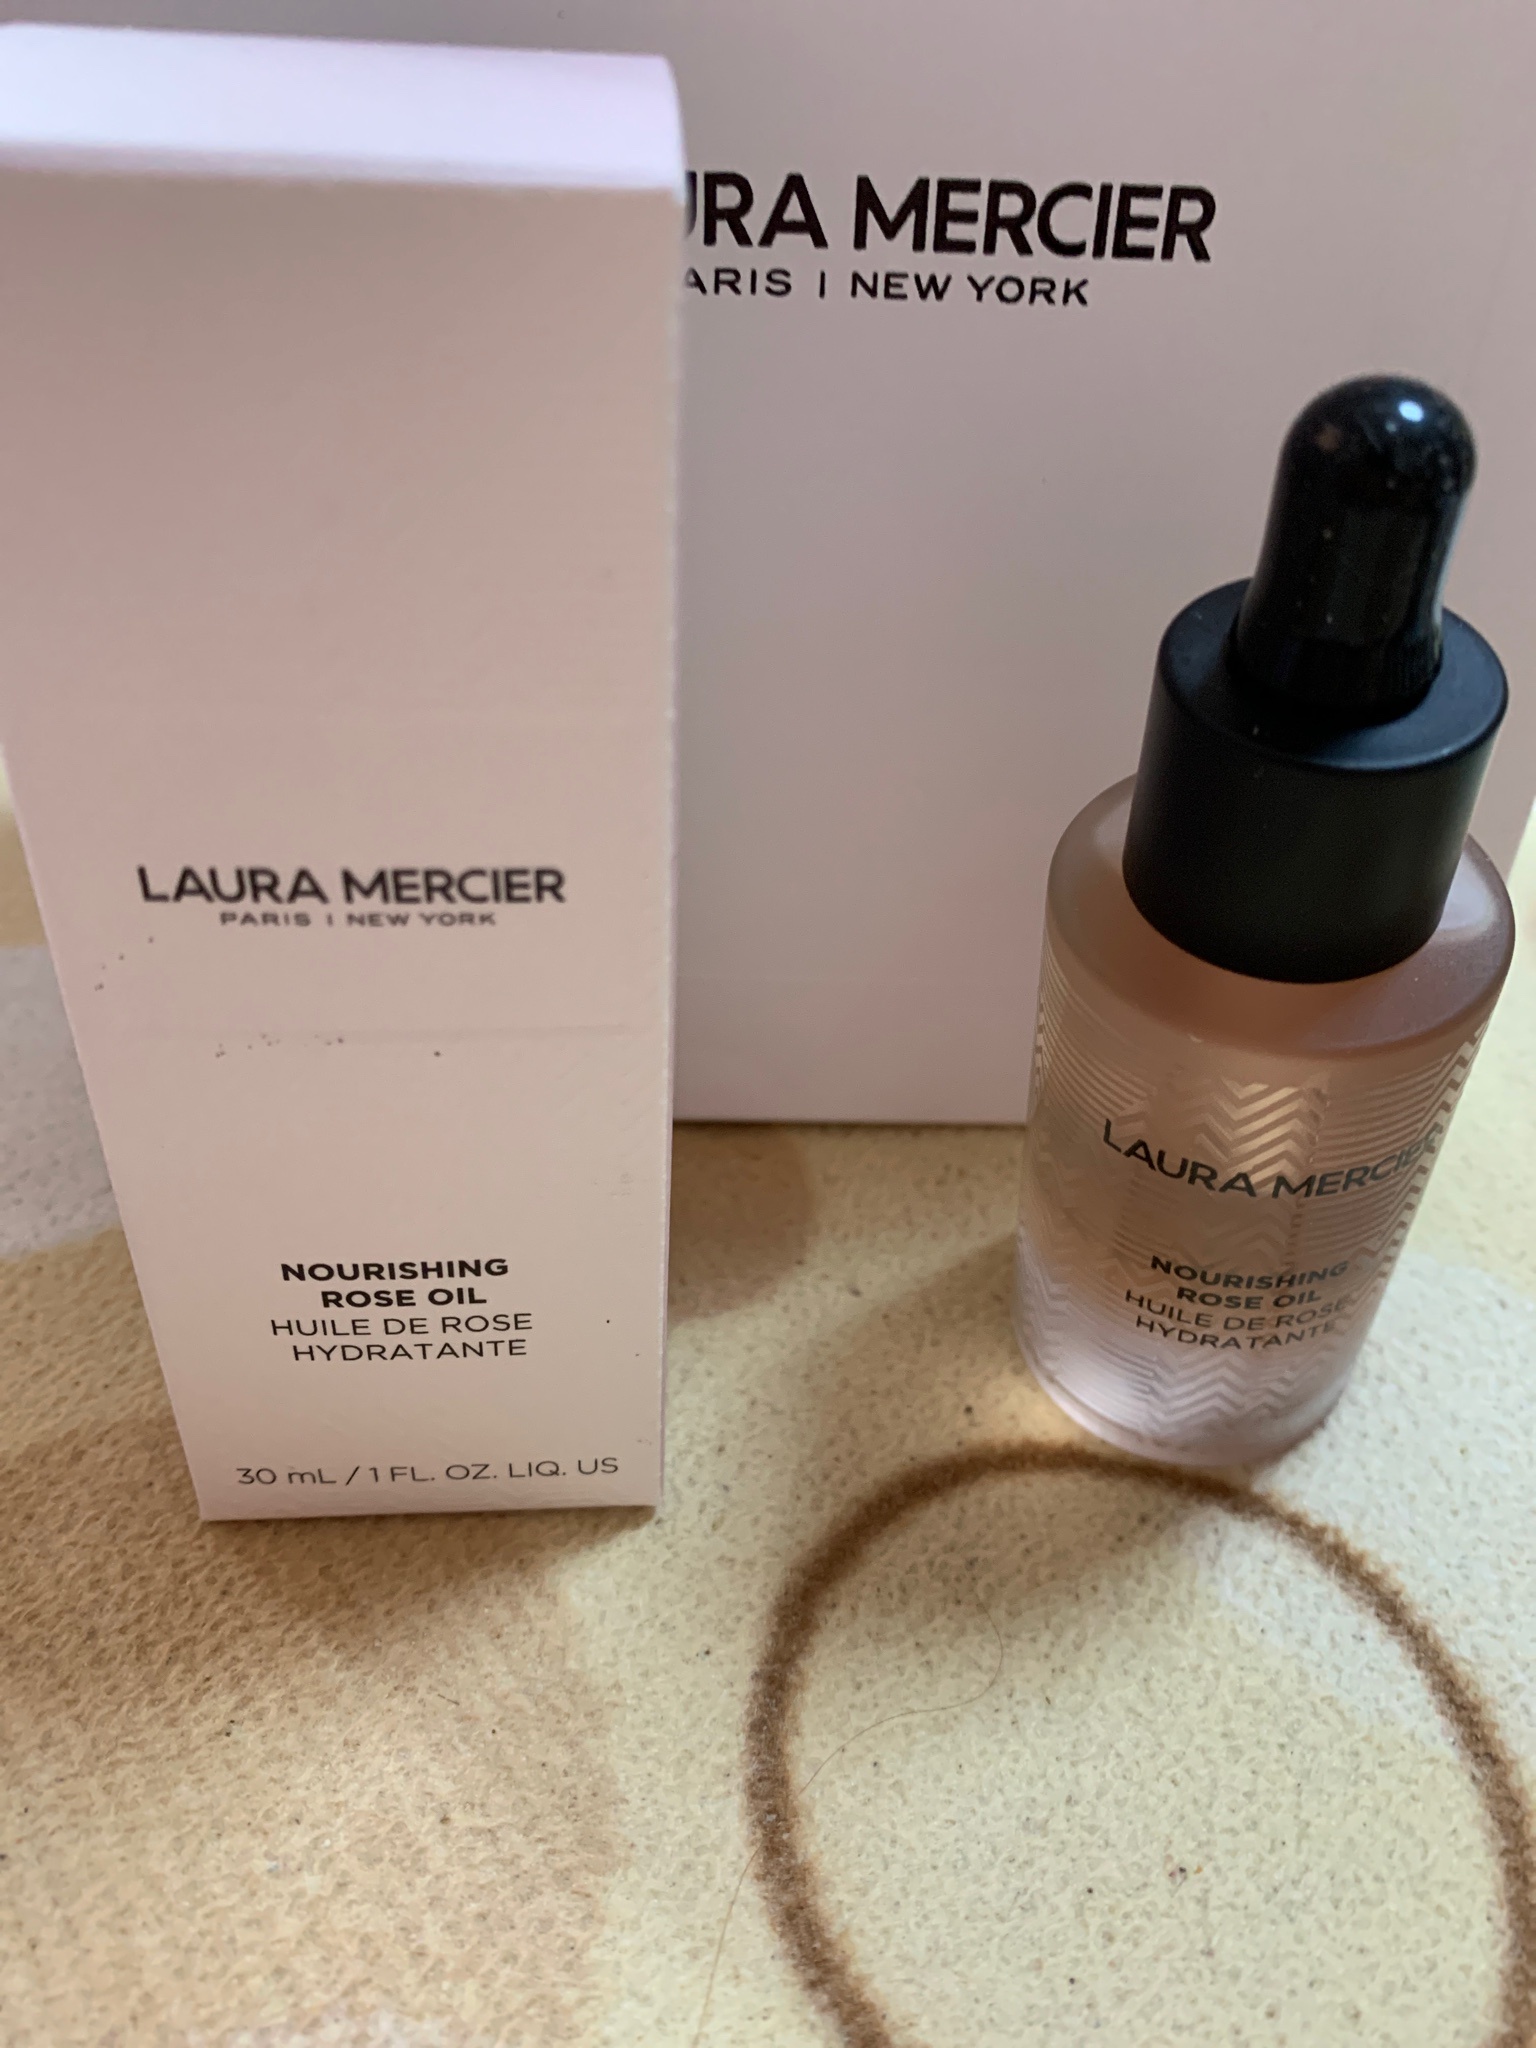 URA MERCIER
ARIS | NEW YORK
LAURA MERCIER
PARIS | NEW YORK
NOURISHING
ROSE OIL
HUILE DE ROSE
HYDRATANTE
30 mL / 1 FL. OZ. LIQ. US
LAURA MERCIER
NOURISHING
ROSE OIL
HUILE DE ROSE
HYDRATANTE